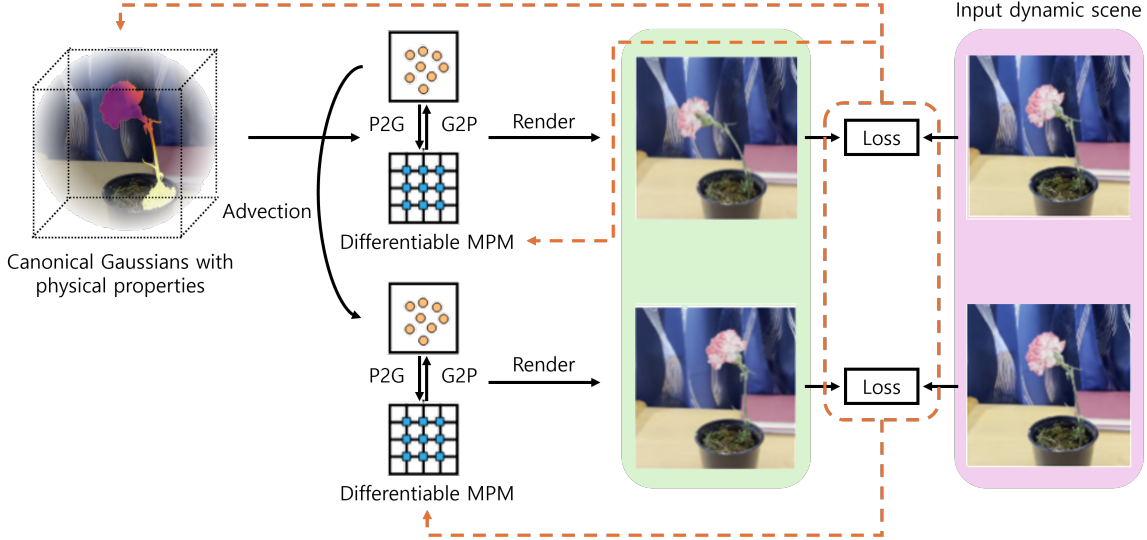 Input dynamic scene
P2G
G2P
Render
Loss
Advection
Differentiable MPM
Canonical Gaussians with
physical properties
P2G
G2P
Render
Loss
Differentiable MPM